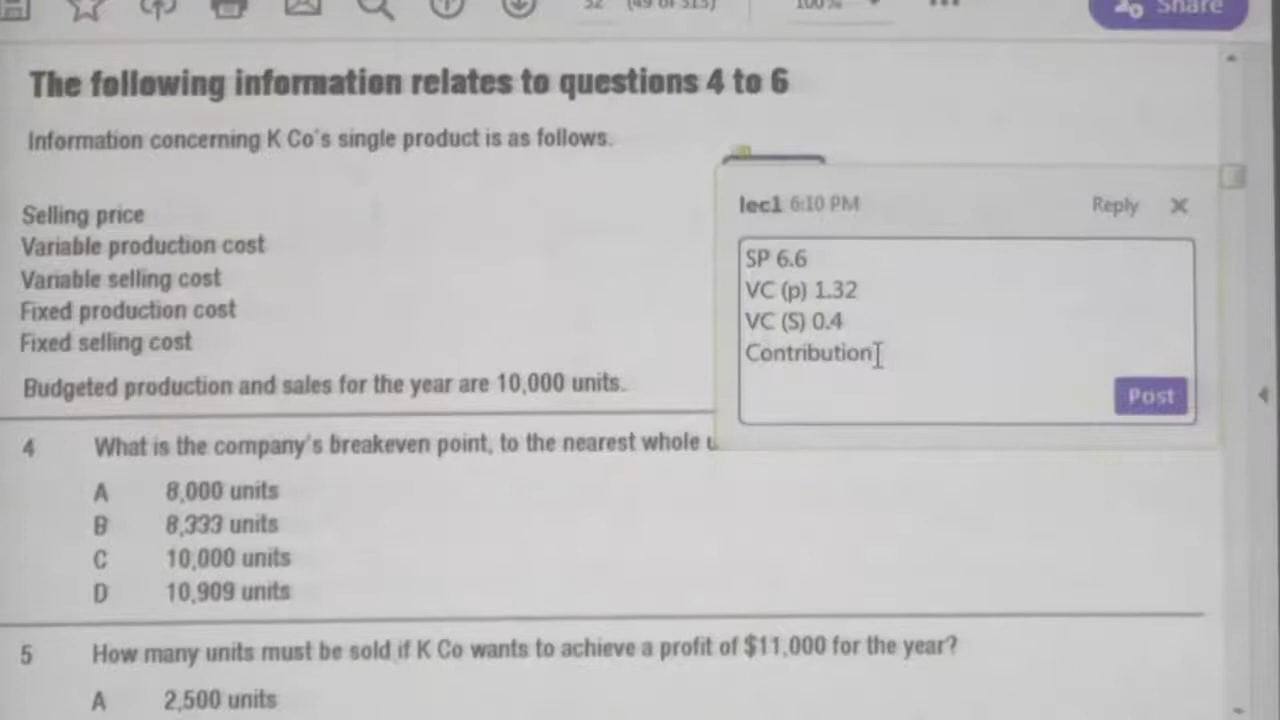 52 (49 of 313)
100%
Share
The following information relates to questions 4 to 6
Information concerning K Co's single product is as follows.
Selling price
Variable production cost
Variable selling cost
Fixed production cost
Fixed selling cost
Budgeted production and sales for the year are 10,000 units.
lec1 6:10 PM
Reply
SP 6.6
VC (p) 1.32
VC (S) 0.4
Contribution
Post
4 What is the company's breakeven point, to the nearest whole
A 8,000 units
B 8,333 units
C 10,000 units
D 10,909 units
5 How many units must be sold if K Co wants to achieve a profit of $11,000 for the year?
A 2,500 units